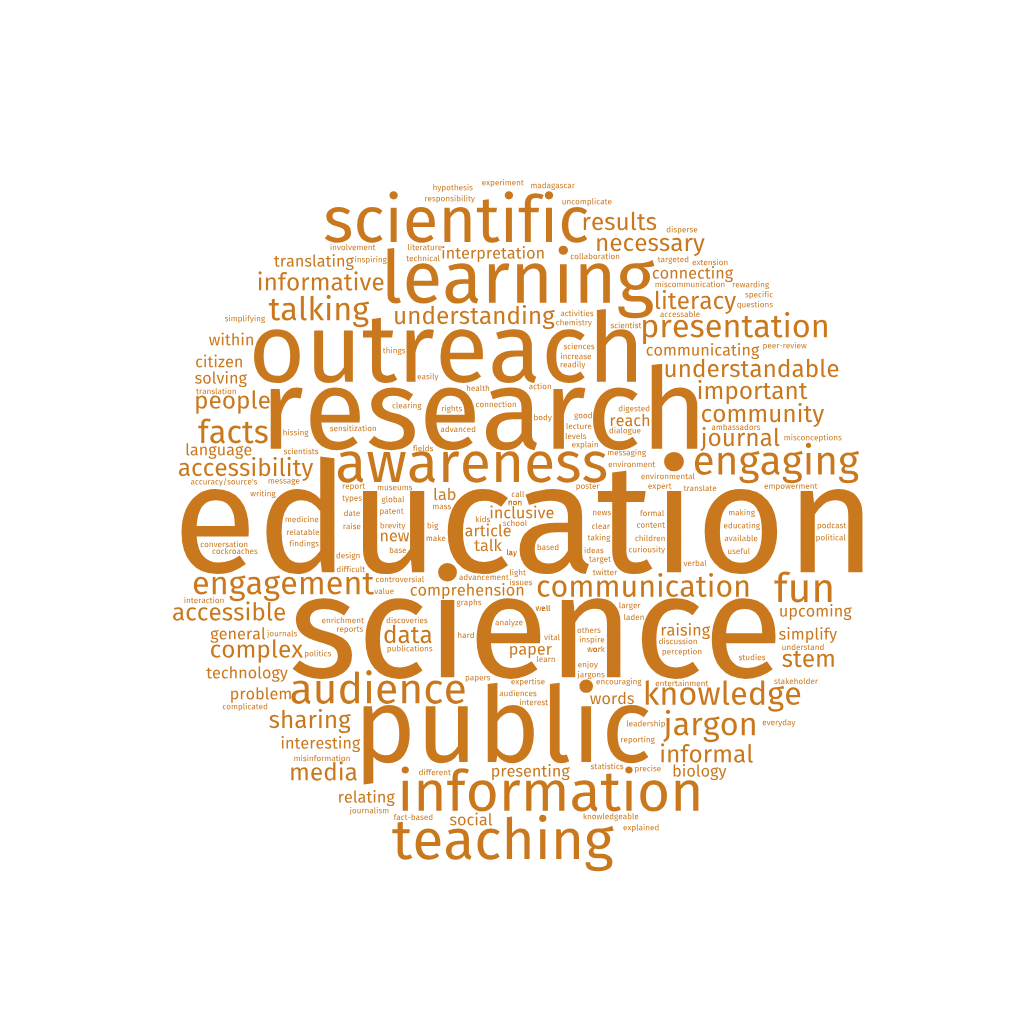 experiment
hypothesis
madagascar
responsibility
uncomplicate
scientific
results
disperse
involvement
literature
necessary
translating
inspiring
technical
interpretation
collaboration
targeted
extension
learning
connecting
informative
miscommunication
rewarding
specific
literacy
questions
talking
understanding
activities
accessable
simplifying
chemistry
scientist
presentation
outreach
within
things
sciences
communicating
peer-review
citizen
increase
readily
understandable
solving
easily
translation
research
health
action
important
people
clearing
rights
connection
body
good
digested
community
facts
hissing
sensitization
advanced
lecture
reach
levels
dialogue
ambassadors
journal
misconceptions
language
scientists
fields
explain
messaging
awareness
engaging
accessibility
environment
accuracy/source's
message
environmental
writing
report
museums
lab
call
poster
expert
translate
empowerment
education
types
global
mass
non
patent
inclusive
news
formal
making
medicine
date
kids
school
relatable
raise
brevity
big
article
clear
content
educating
podcast
new
make
taking
children
available
political
conversation
findings
talk
cockroaches
base
lay
based
ideas
curiousity
useful
design
target
verbal
difficult
light
twitter
engagement
controversial
advancement
issues
communication
fun
value
comprehension
interaction
graphs
well
larger
accessible
upcoming
science
enrichment
discoveries
analyze
laden
general
journals
reports
data
hard
vital
others
raising
simplify
inspire
discussion
complex
politics
publications
paper
work
perception
understand
learn
studies
stem
enjoy
technology
papers
jargons
expertise
encouraging
entertainment
stakeholder
problem
audience
audiences
words
knowledge
complicated
interest
sharing
public
leadership
jargon
everyday
interesting
reporting
misinformation
informal
media
different
presenting
statistics
precise
biology
relating
information
journalism
fact-based
social
knowledgeable
teaching
explained